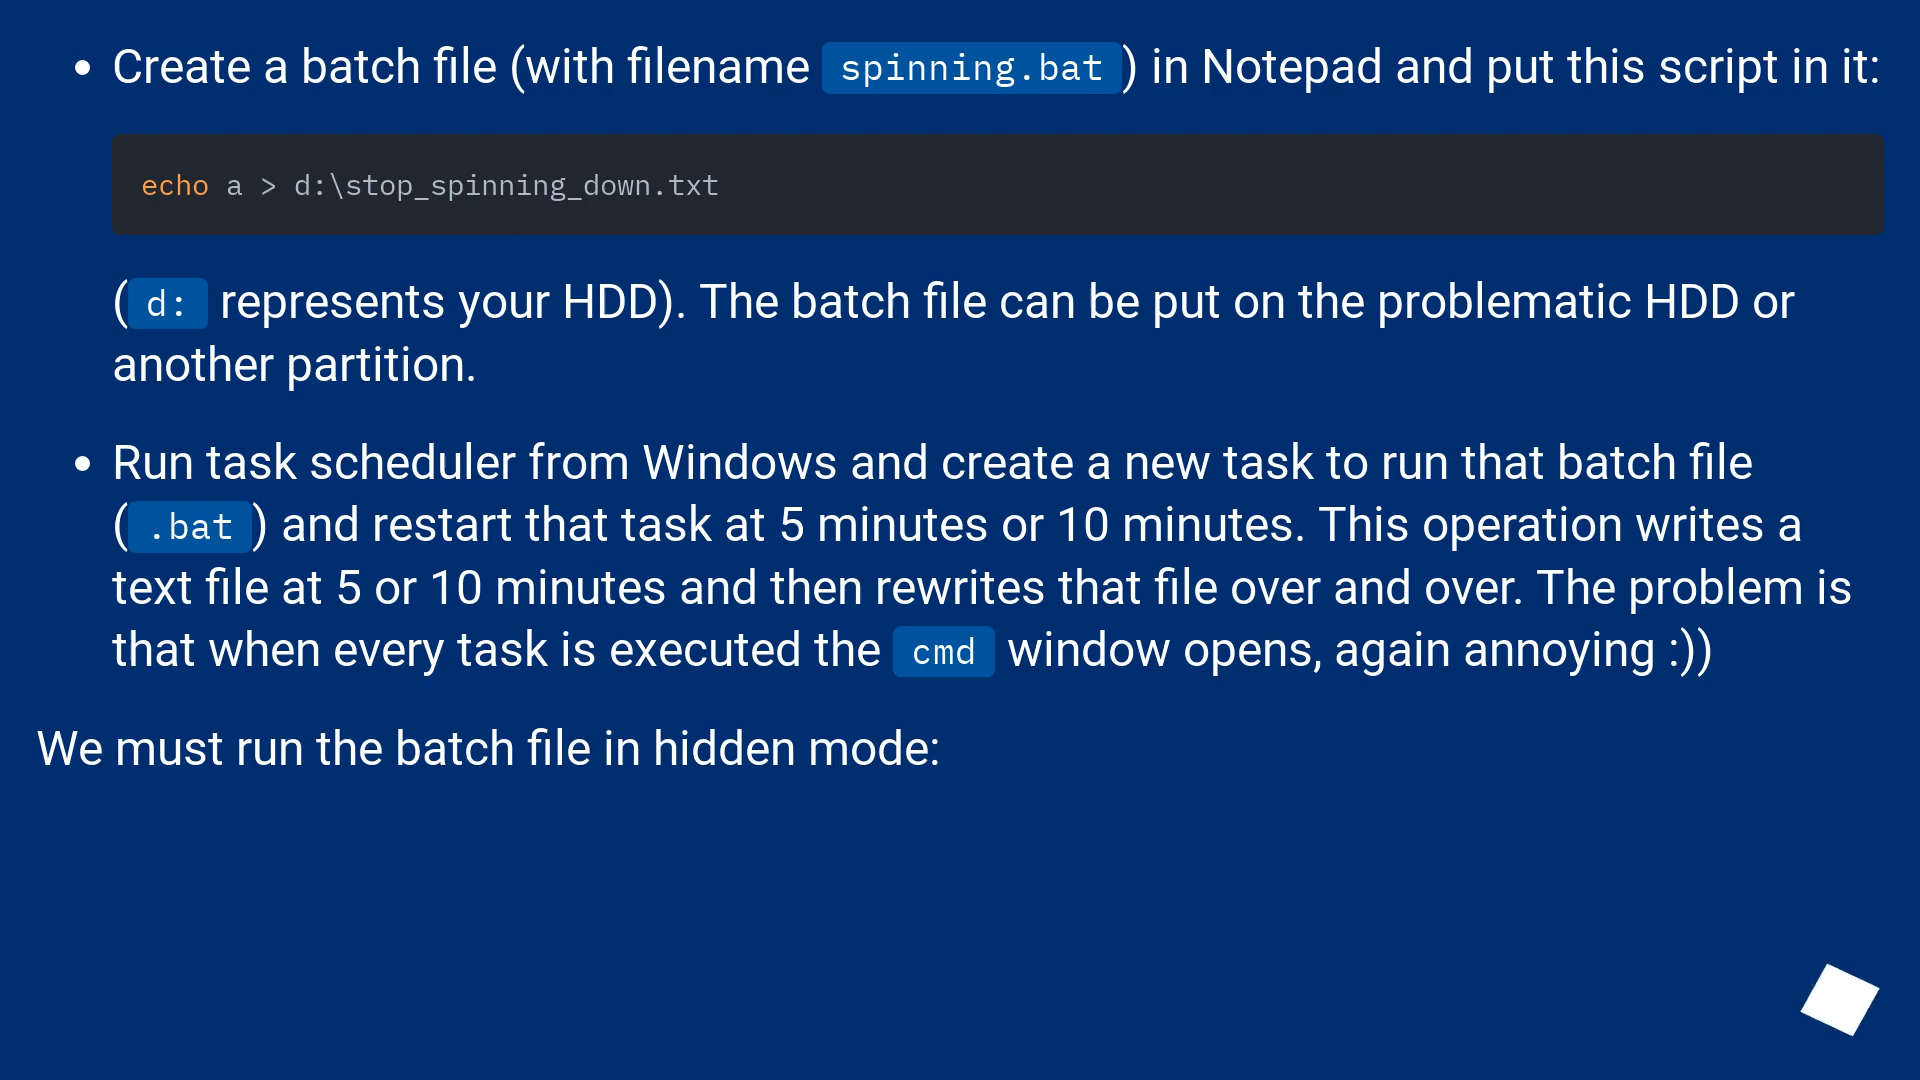 • Create a batch file (with filename spinning.bat) in Notepad and put this script in it:
echo a > d:\stop_spinning_down.txt
(d: represents your HDD). The batch file can be put on the problematic HDD or
another partition.
• Run task scheduler from Windows and create a new task to run that batch file
(.bat) and restart that task at 5 minutes or 10 minutes. This operation writes a
text file at 5 or 10 minutes and then rewrites that file over and over. The problem is
that when every task is executed the cmd window opens, again annoying :))
We must run the batch file in hidden mode: